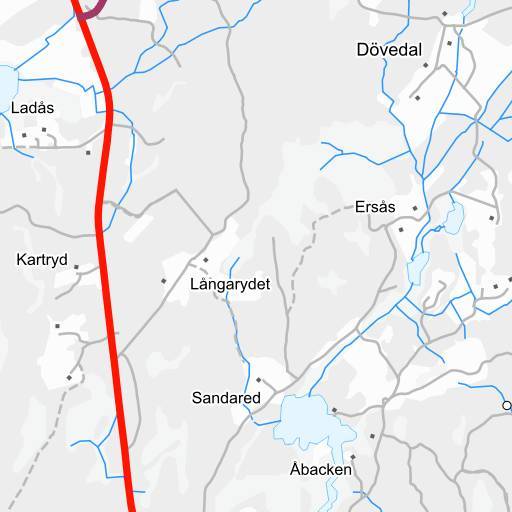 Dövedal
Ladås
Ersås
Kartryd
Långarydet
Sandared
Åbacken